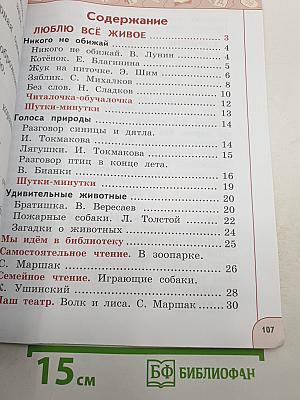 Содержание
ЛЮБЛЮ ВСЁ ЖИВОЕ 3
Никого не обижай 4
Никого не обижай. В. Лунин 4
Котёнок. Е. Благинина 5
Жук на ниточке. Э. Шим 6
Зяблик. С. Михалков 8
Без слов. Н. Сладков 10
Читалочка-обучалочка 12
Шутки-минутки 13
Голоса природы 14
Разговор синицы и дятла.
И. Токмакова 14
Лягушки. И. Токмакова 15
Разговор птиц в конце лета.
В. Бианки 16
Шутки-минутки 19
Удивительные животные 20
Братишка. В. Вересаев 20
Пожарные собаки. Л. Толстой 22
Загадки о животных 24
Мы идём в библиотеку 25
Самостоятельное чтение. В зоопарке.
С. Маршак 26
Семейное чтение. Играющие собаки.
К. Ушинский 28
Наш театр. Волк и лиса. С. Маршак 30
107
15 см
БФ БИБЛИОФАН